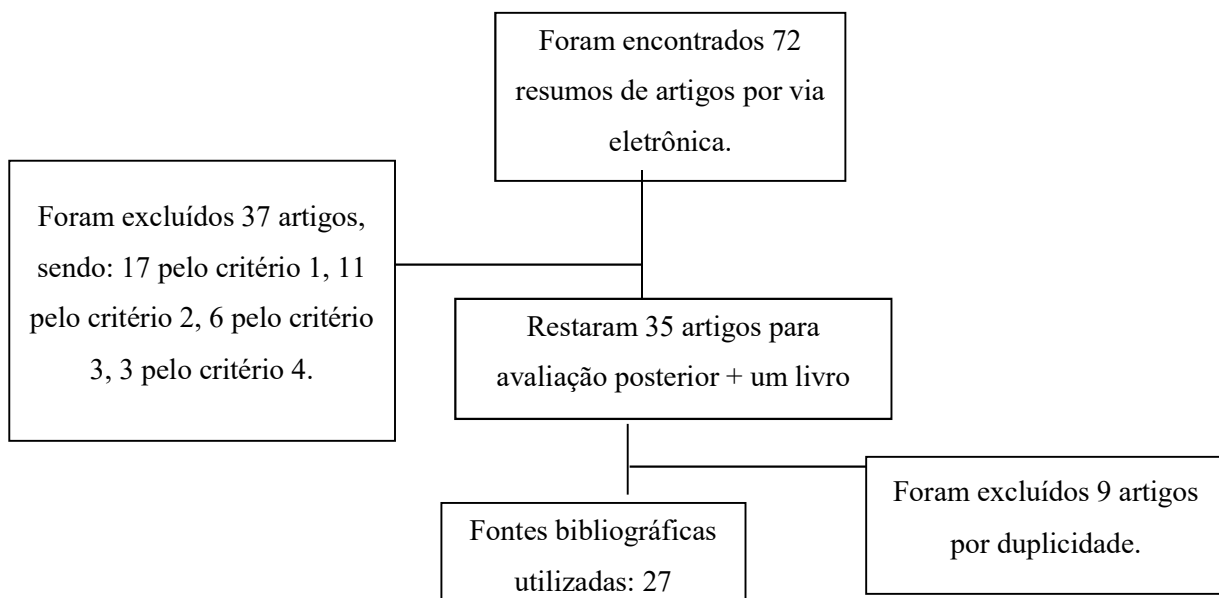 Foram encontrados 72
resumos de artigos por via
eletrônica.
Foram excluídos 37 artigos,
sendo: 17 pelo critério 1, 11
pelo critério 2, 6 pelo critério
3, 3 pelo critério 4.
Restaram 35 artigos para
avaliação posterior + um livro
Foram excluídos 9 artigos
por duplicidade.
Fontes bibliográficas
utilizadas: 27